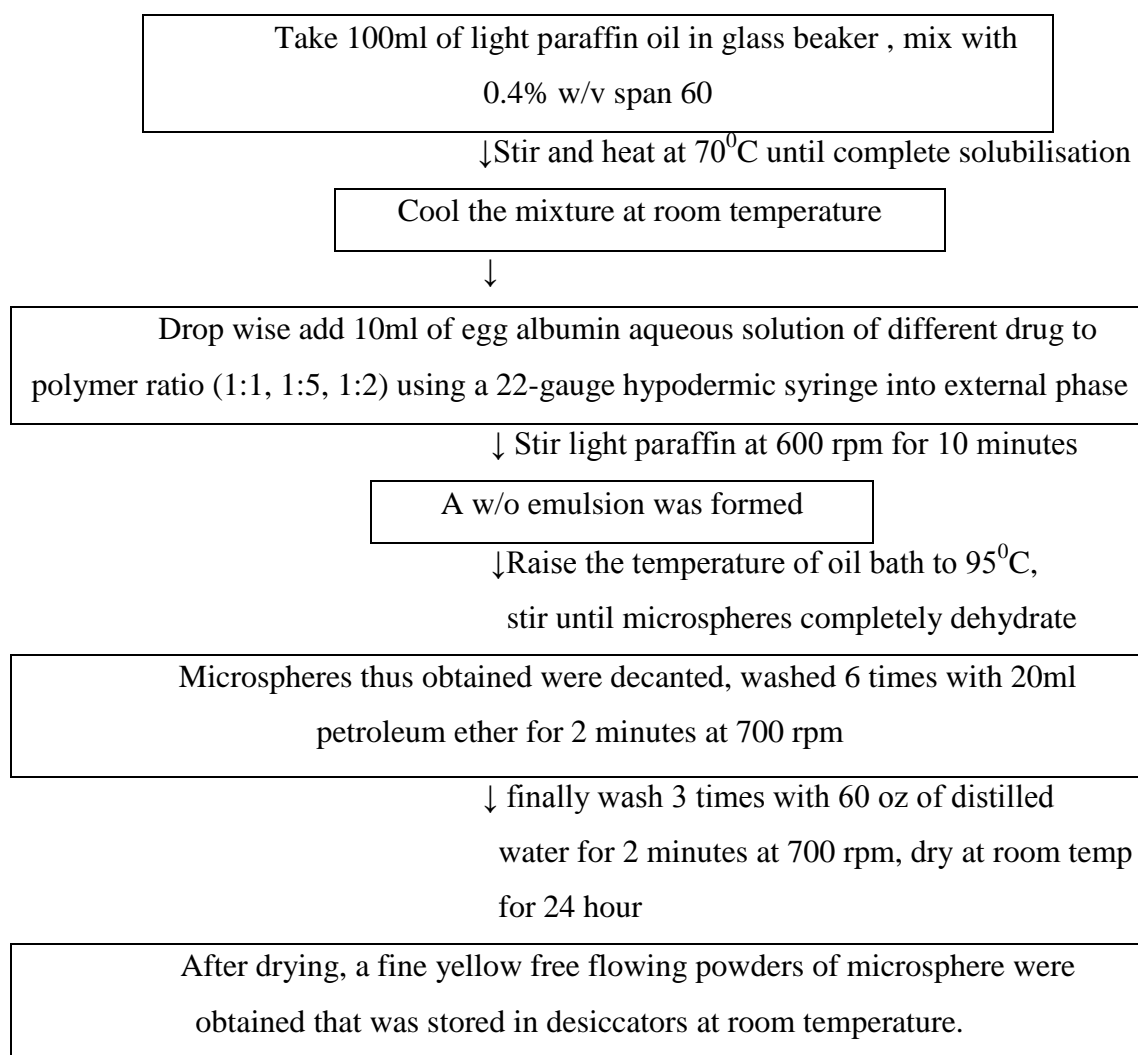 Take 100ml of light paraffin oil in glass beaker , mix with
0.4% w/v span 60
↓Stir and heat at 70⁰C until complete solubilisation
Cool the mixture at room temperature
↓
Drop wise add 10ml of egg albumin aqueous solution of different drug to
polymer ratio (1:1, 1:5, 1:2) using a 22-gauge hypodermic syringe into external phase
↓ Stir light paraffin at 600 rpm for 10 minutes
A w/o emulsion was formed
↓Raise the temperature of oil bath to 95⁰C,
stir until microspheres completely dehydrate
Microspheres thus obtained were decanted, washed 6 times with 20ml
petroleum ether for 2 minutes at 700 rpm
↓ finally wash 3 times with 60 oz of distilled
water for 2 minutes at 700 rpm, dry at room temp
for 24 hour
After drying, a fine yellow free flowing powders of microsphere were
obtained that was stored in desiccators at room temperature.